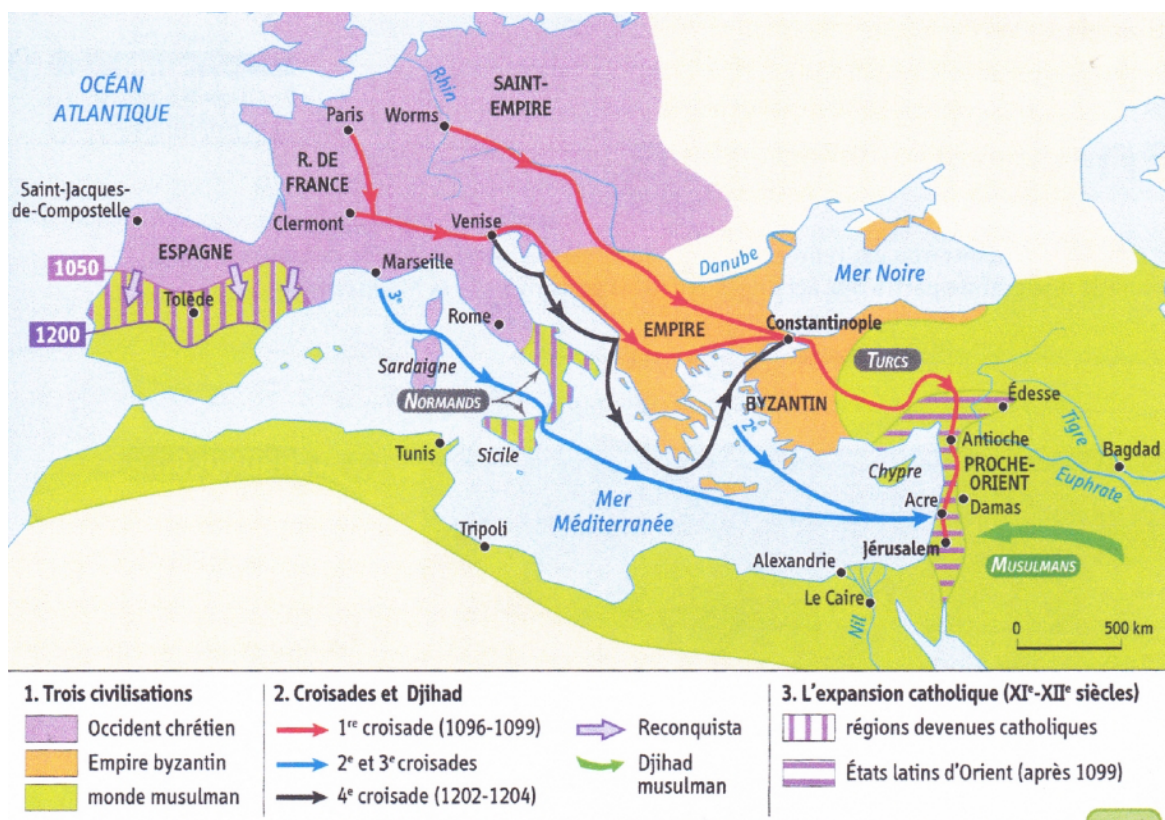 OCÉAN
ATLANTIQUE
Rhin
SAINT-
EMPIRE
Paris
Worms
R. DE
FRANCE
Saint-Jacques-
de-Compostelle
Clermont
Venise
ESPAGNE
1050
Marseille
Danube
Mer Noire
Tolède
3e
Rome
EMPIRE
Constantinople
1200
Sardaigne
TURCS
NORMANDS
BYZANTIN
Édesse
2e
Tigre
Tunis
Sicile
Antioche
Bagdad
Chypre
PROCHE-
ORIENT
Euphrate
Mer
Méditerranée
Acre
Damas
Tripoli
Jérusalem
Alexandrie
MUSULMANS
Le Caire
Nil
0 500 km
1. Trois civilisations
Occident chrétien
Empire byzantin
monde musulman
2. Croisades et Djihad
1re croisade (1096-1099)
2e et 3e croisades
4e croisade (1202-1204)
Reconquista
Djihad
musulman
3. L'expansion catholique (XIe-XIIe siècles)
régions devenues catholiques
États latins d'Orient (après 1099)